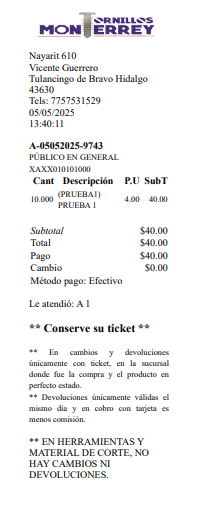 TORNILLOS
MONTERREY
Nayarit 610
Vicente Guerrero
Tulancingo de Bravo Hidalgo
43630
Tels: 7757531529
05/05/2025
13:40:11
A-05052025-9743
PÚBLICO EN GENERAL
XAXX010101000
Cant Descripción P.U SubT
10.000 (PRUEBA1) PRUEBA 1 4.00 40.00
Subtotal $40.00
Total $40.00
Pago $40.00
Cambio $0.00
Método pago: Efectivo
Le atendió: A 1
** Conserve su ticket **
** En cambios y devoluciones
únicamente con ticket, en la sucursal
donde fue la compra y el producto en
perfecto estado.
** Devoluciones únicamente válidas el
mismo día y en cobro con tarjeta es
menos comisión.
** EN HERRAMIENTAS Y
MATERIAL DE CORTE, NO
HAY CAMBIOS NI
DEVOLUCIONES.